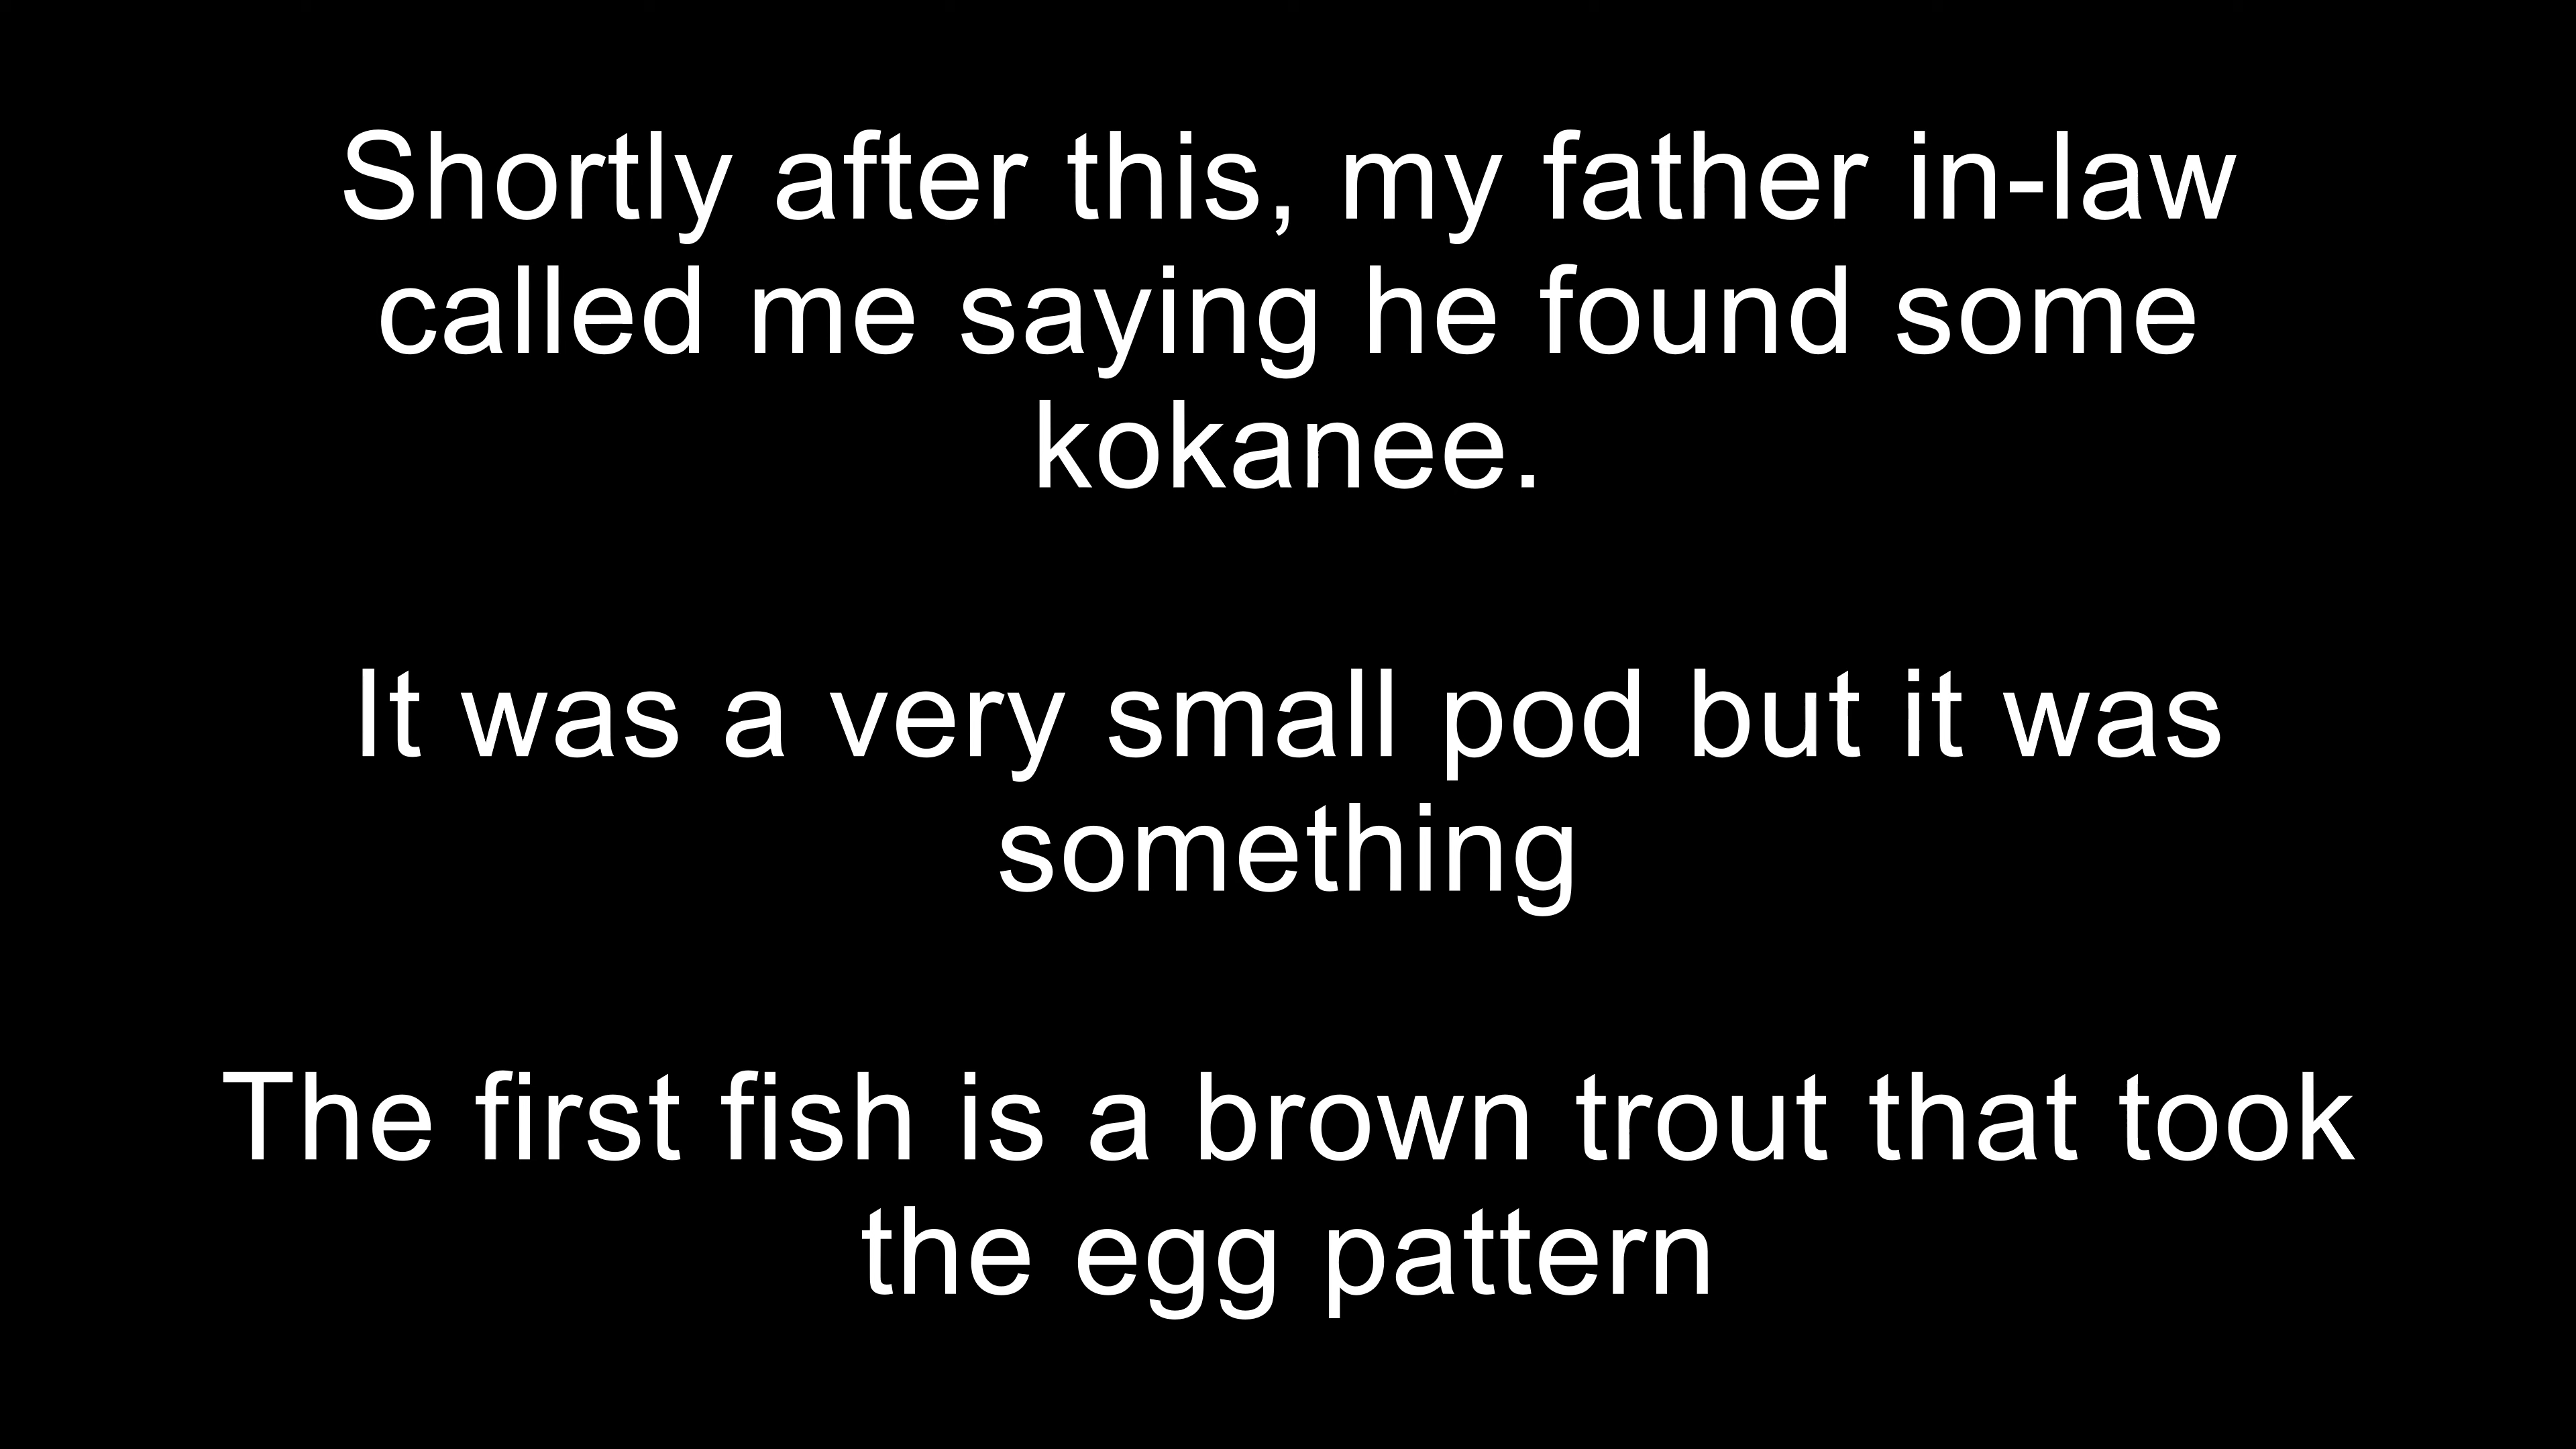 Shortly after this, my father in-law
called me saying he found some
kokanee.
It was a very small pod but it was
something
The first fish is a brown trout that took
the egg pattern